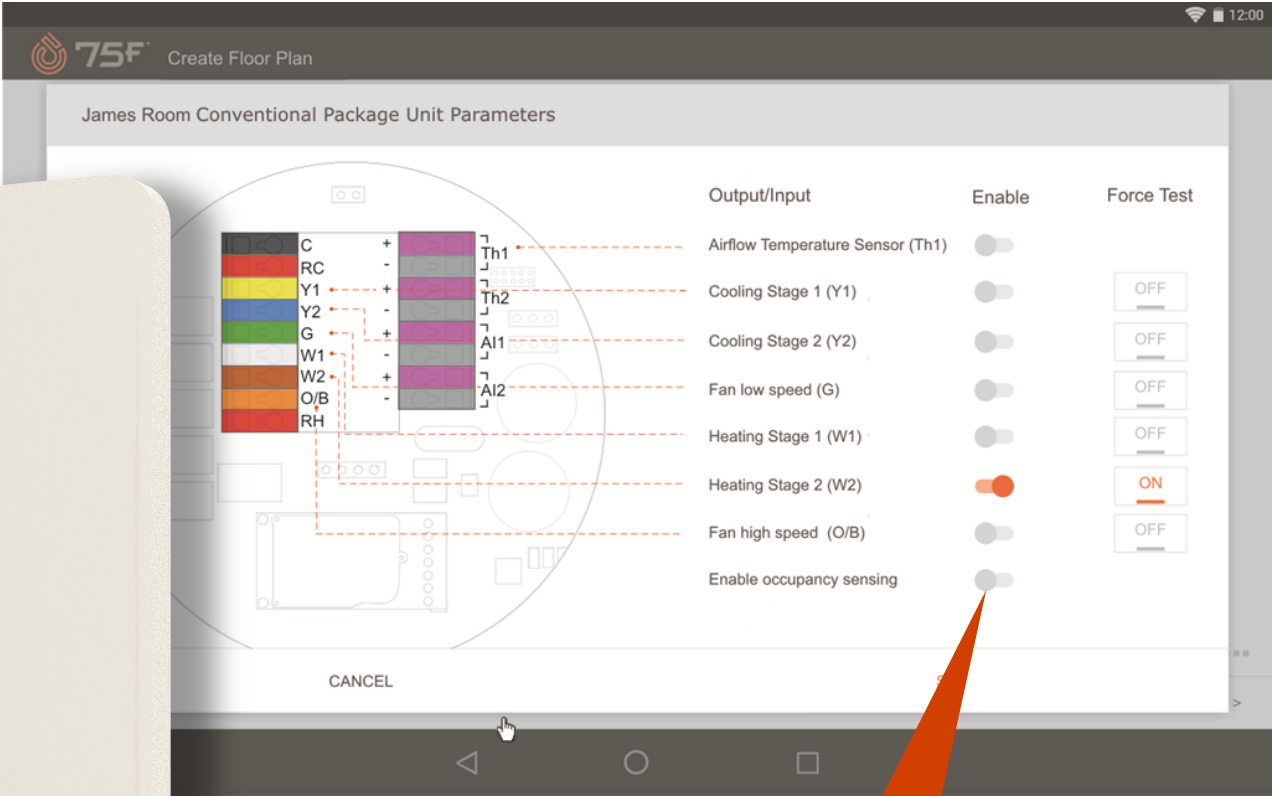 12:00
75F Create Floor Plan
James Room Conventional Package Unit Parameters
Output/Input Enable Force Test
C + Th1
RC -
Y1 + Th2
Y2 -
G + AI1
W1 -
W2 + AI2
O/B -
RH
Airflow Temperature Sensor (Th1)
Cooling Stage 1 (Y1) OFF
Cooling Stage 2 (Y2) OFF
Fan low speed (G) OFF
Heating Stage 1 (W1) OFF
Heating Stage 2 (W2) ON
Fan high speed (O/B) OFF
Enable occupancy sensing
CANCEL
>